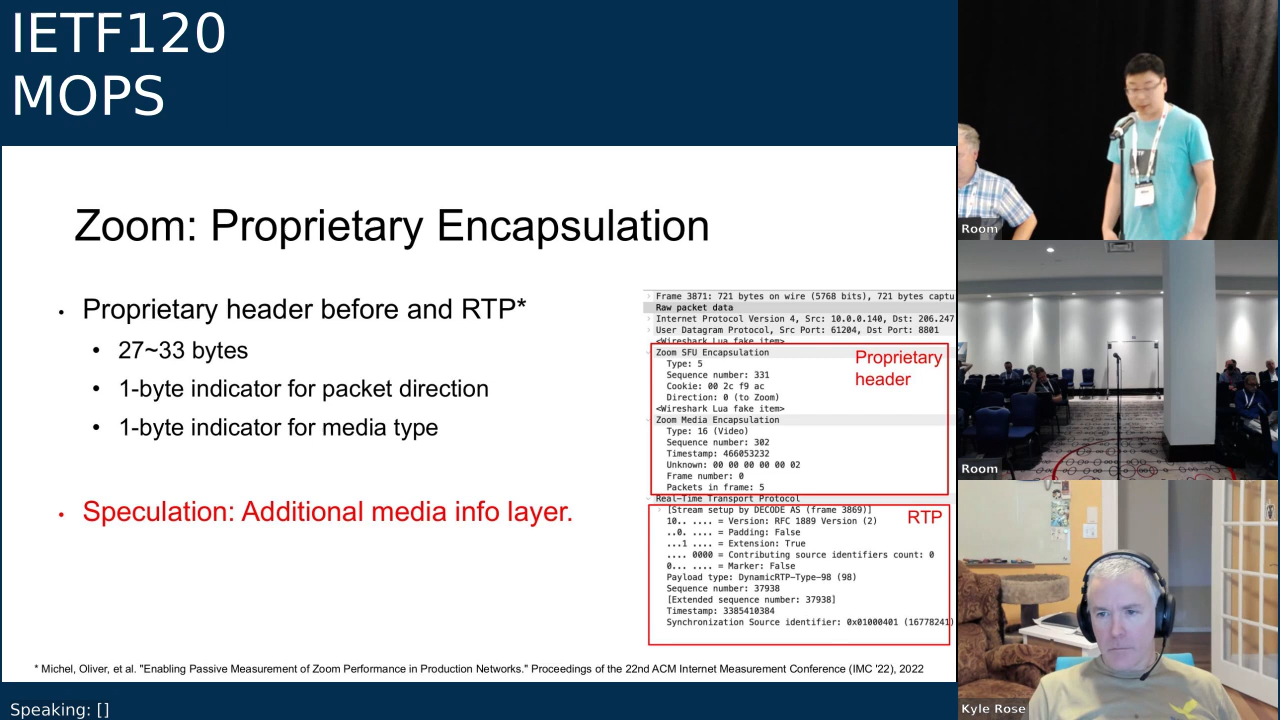 IETF120
MOPS
Zoom: Proprietary Encapsulation
• Proprietary header before and RTP*
• 27~33 bytes
• 1-byte indicator for packet direction
• 1-byte indicator for media type
• Speculation: Additional media info layer.
Frame 3871: 721 bytes on wire (5768 bits), 721 bytes captu
Raw packet data
Internet Protocol Version 4, Src: 10.0.0.140, Dst: 206.247
User Datagram Protocol, Src Port: 61204, Dst Port: 8801
<Wireshark Lua fake item>
Zoom SFU Encapsulation
Proprietary
header
Type: 5
Sequence number: 331
Cookie: 00 2c f9 ac
Direction: 0 (to Zoom)
<Wireshark Lua fake item>
Zoom Media Encapsulation
Type: 16 (Video)
Sequence number: 302
Timestamp: 466053232
Unknown: 00 00 00 00 00 02
Frame number: 0
Packets in frame: 5
Real-Time Transport Protocol
RTP
[Stream setup by DECODE AS (frame 3869)]
10.. .... = Version: RFC 1889 Version (2)
..0. .... = Padding: False
...1 .... = Extension: True
.... 0000 = Contributing source identifiers count: 0
0... .... = Marker: False
Payload type: DynamicRTP-Type-98 (98)
Sequence number: 37938
[Extended sequence number: 37938]
Timestamp: 3385410384
Synchronization Source identifier: 0x01000401 (16778241)
* Michel, Oliver, et al. "Enabling Passive Measurement of Zoom Performance in Production Networks." Proceedings of the 22nd ACM Internet Measurement Conference (IMC '22), 2022
Speaking: []
Room
Room
Kyle Rose